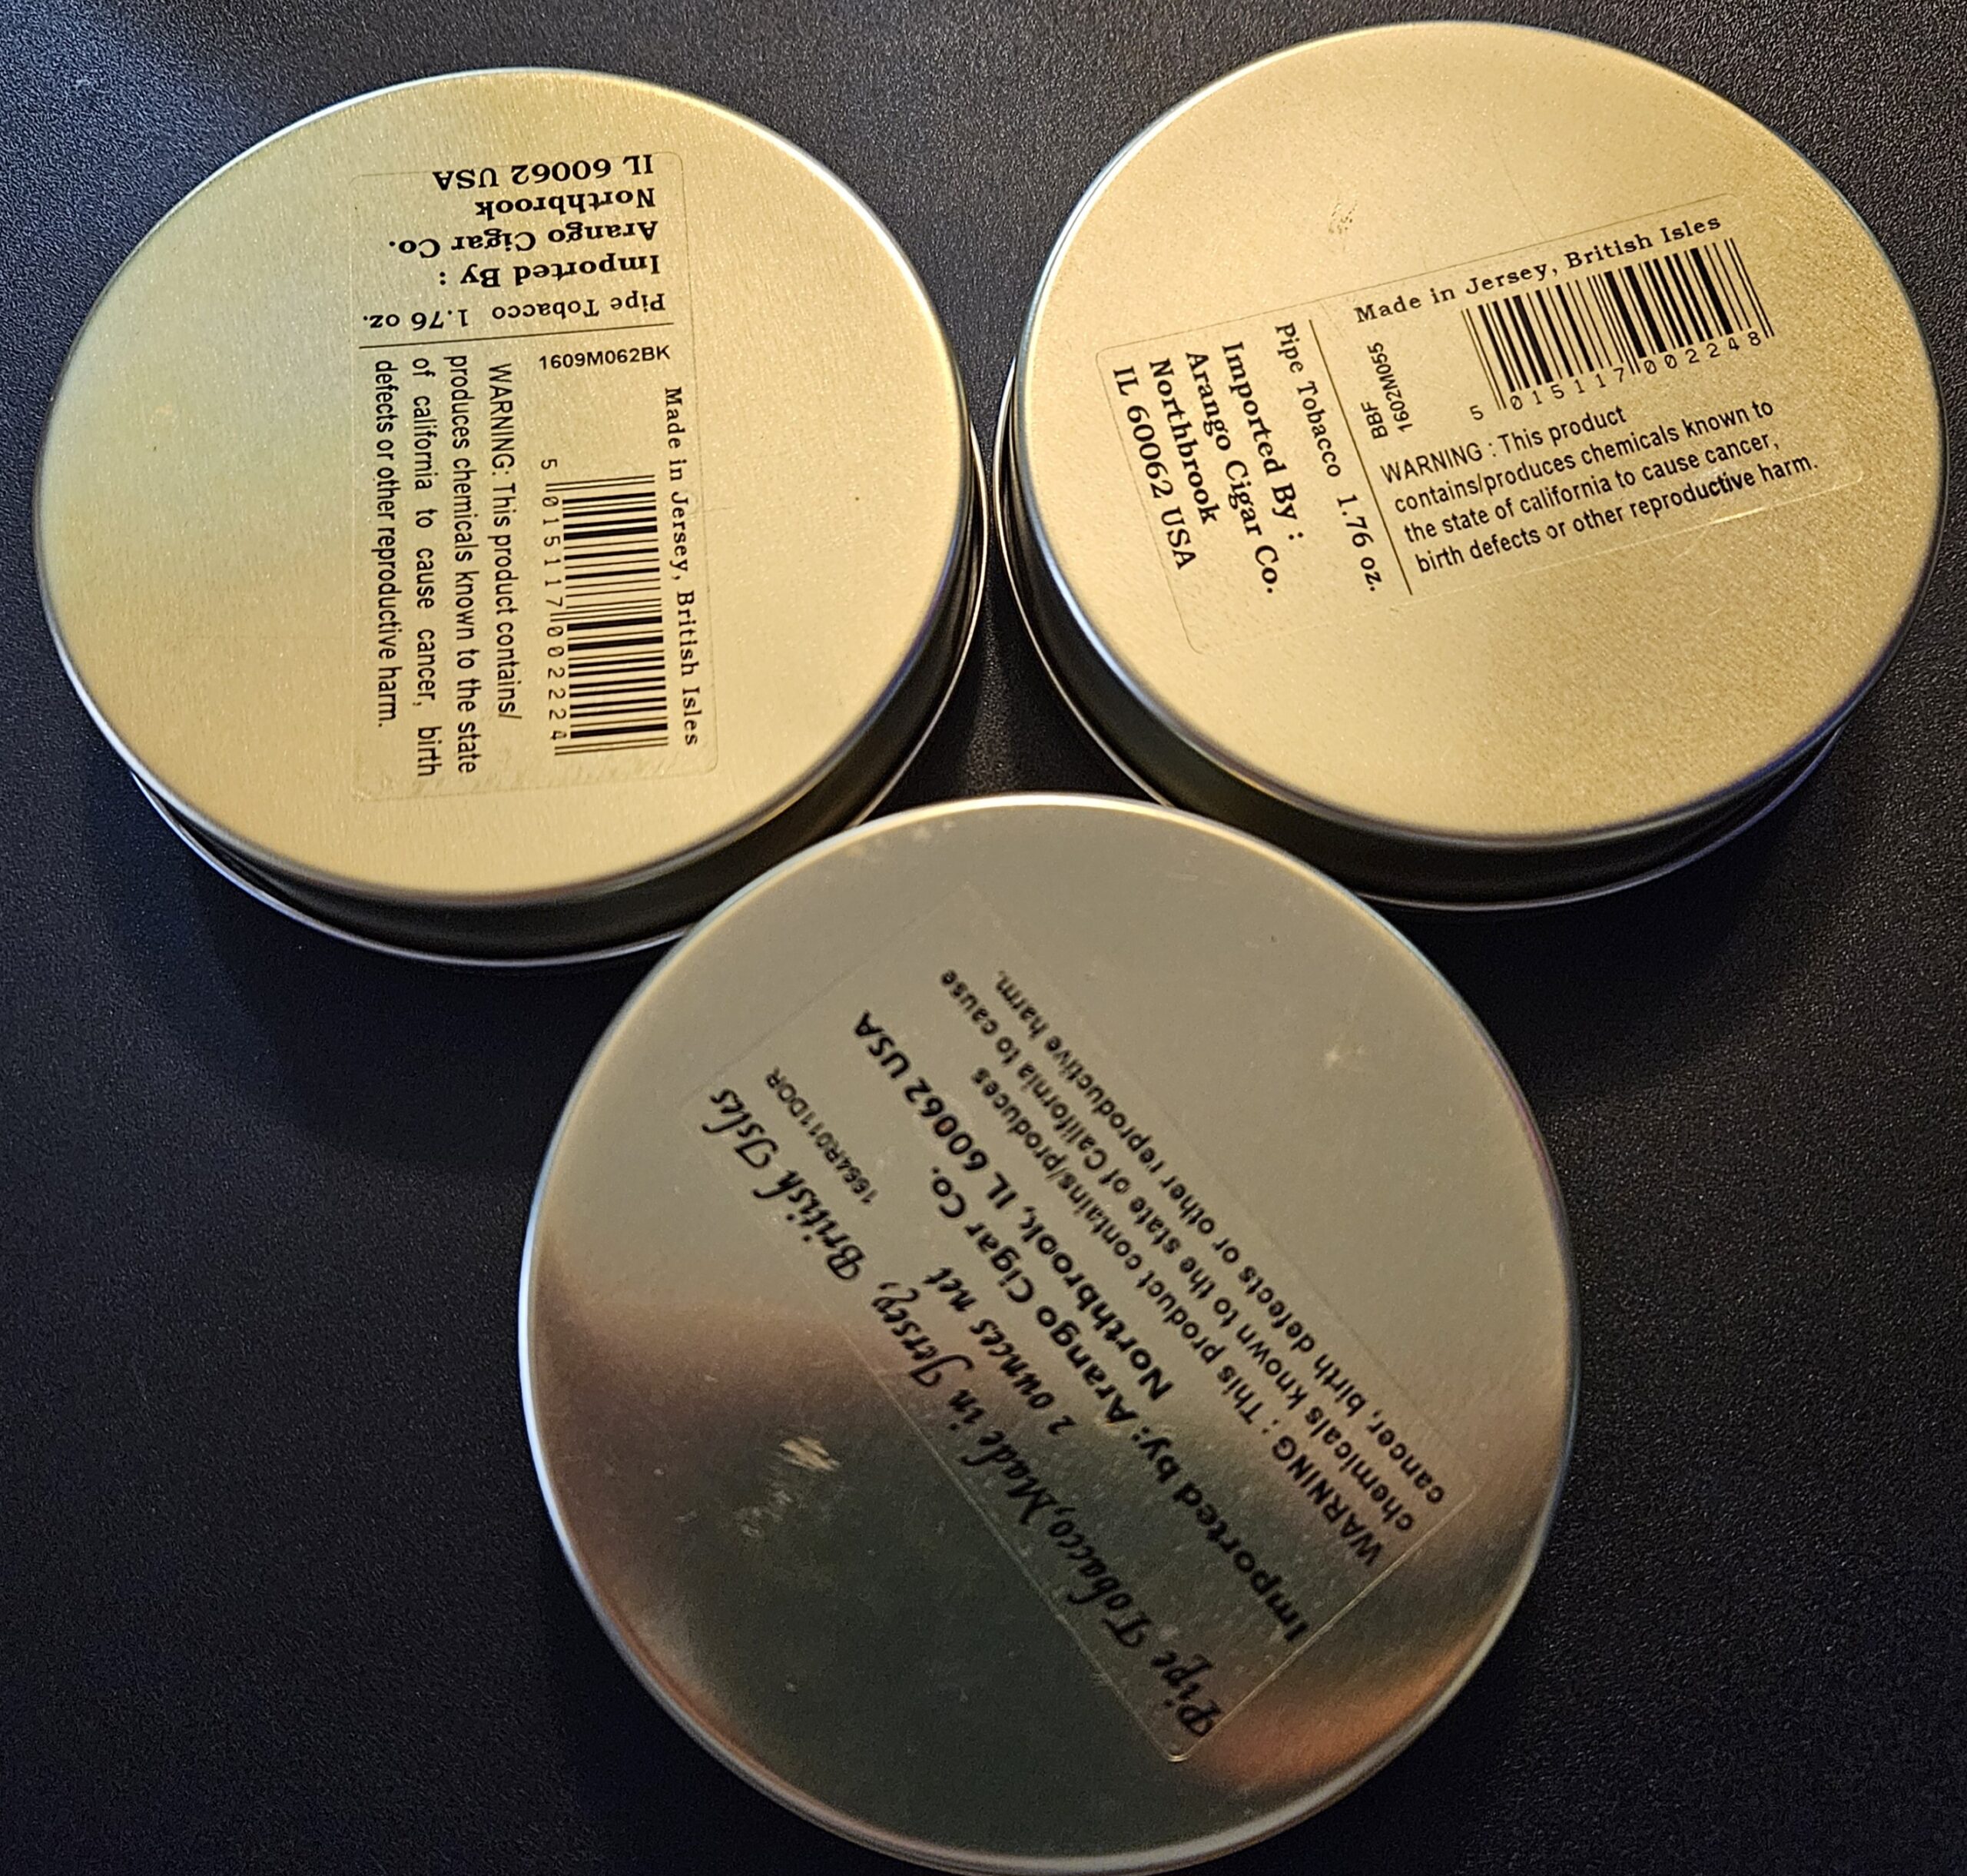 IL 60062 USA
Northbrook
Arango Cigar Co.
Imported By :
Pipe Tobacco 1.76 oz.
Made in Jersey, British Isles
5 015117 002224
1609M062BK
WARNING: This product contains/
produces chemicals known to the state
of california to cause cancer, birth
defects or other reproductive harm.
Made in Jersey, British Isles
5 015117 002248
BBF
1602M055
WARNING : This product
contains/produces chemicals known to
the state of california to cause cancer,
birth defects or other reproductive harm.
Pipe Tobacco 1.76 oz.
Imported By :
Arango Cigar Co.
Northbrook
IL 60062 USA
Pipe Tobacco, Made in Jersey, British Isles
2 ounces net
1664R011DOR
Imported by: Arango Cigar Co.
Northbrook, IL 60062 USA
WARNING : This product contains/produces
chemicals known to the state of California to cause
cancer, birth defects or other reproductive harm.